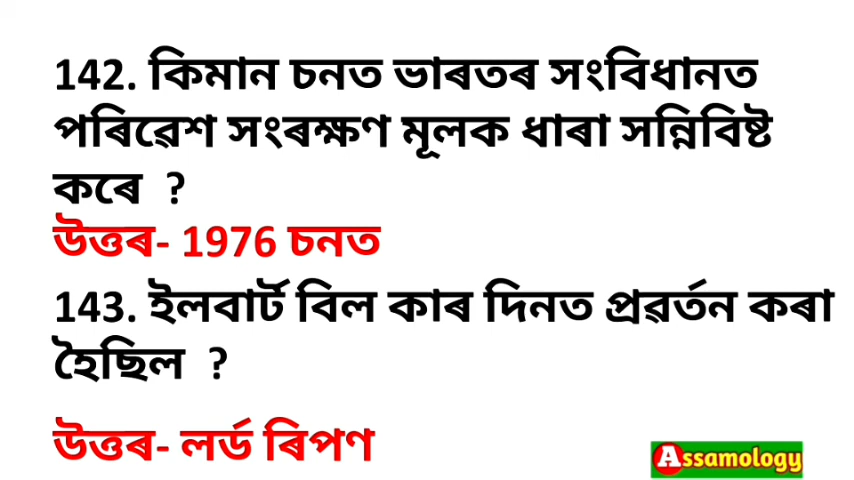 142. কিমান চনত ভাৰতৰ সংবিধানত
পৰিৱেশ সংৰক্ষণ মূলক ধাৰা সন্নিবিষ্ট
কৰে ?
উত্তৰ- 1976 চনত
143. ইলবাৰ্ট বিল কাৰ দিনত প্ৰৱৰ্তন কৰা
হৈছিল ?
উত্তৰ- লৰ্ড ৰিপণ
Assamology